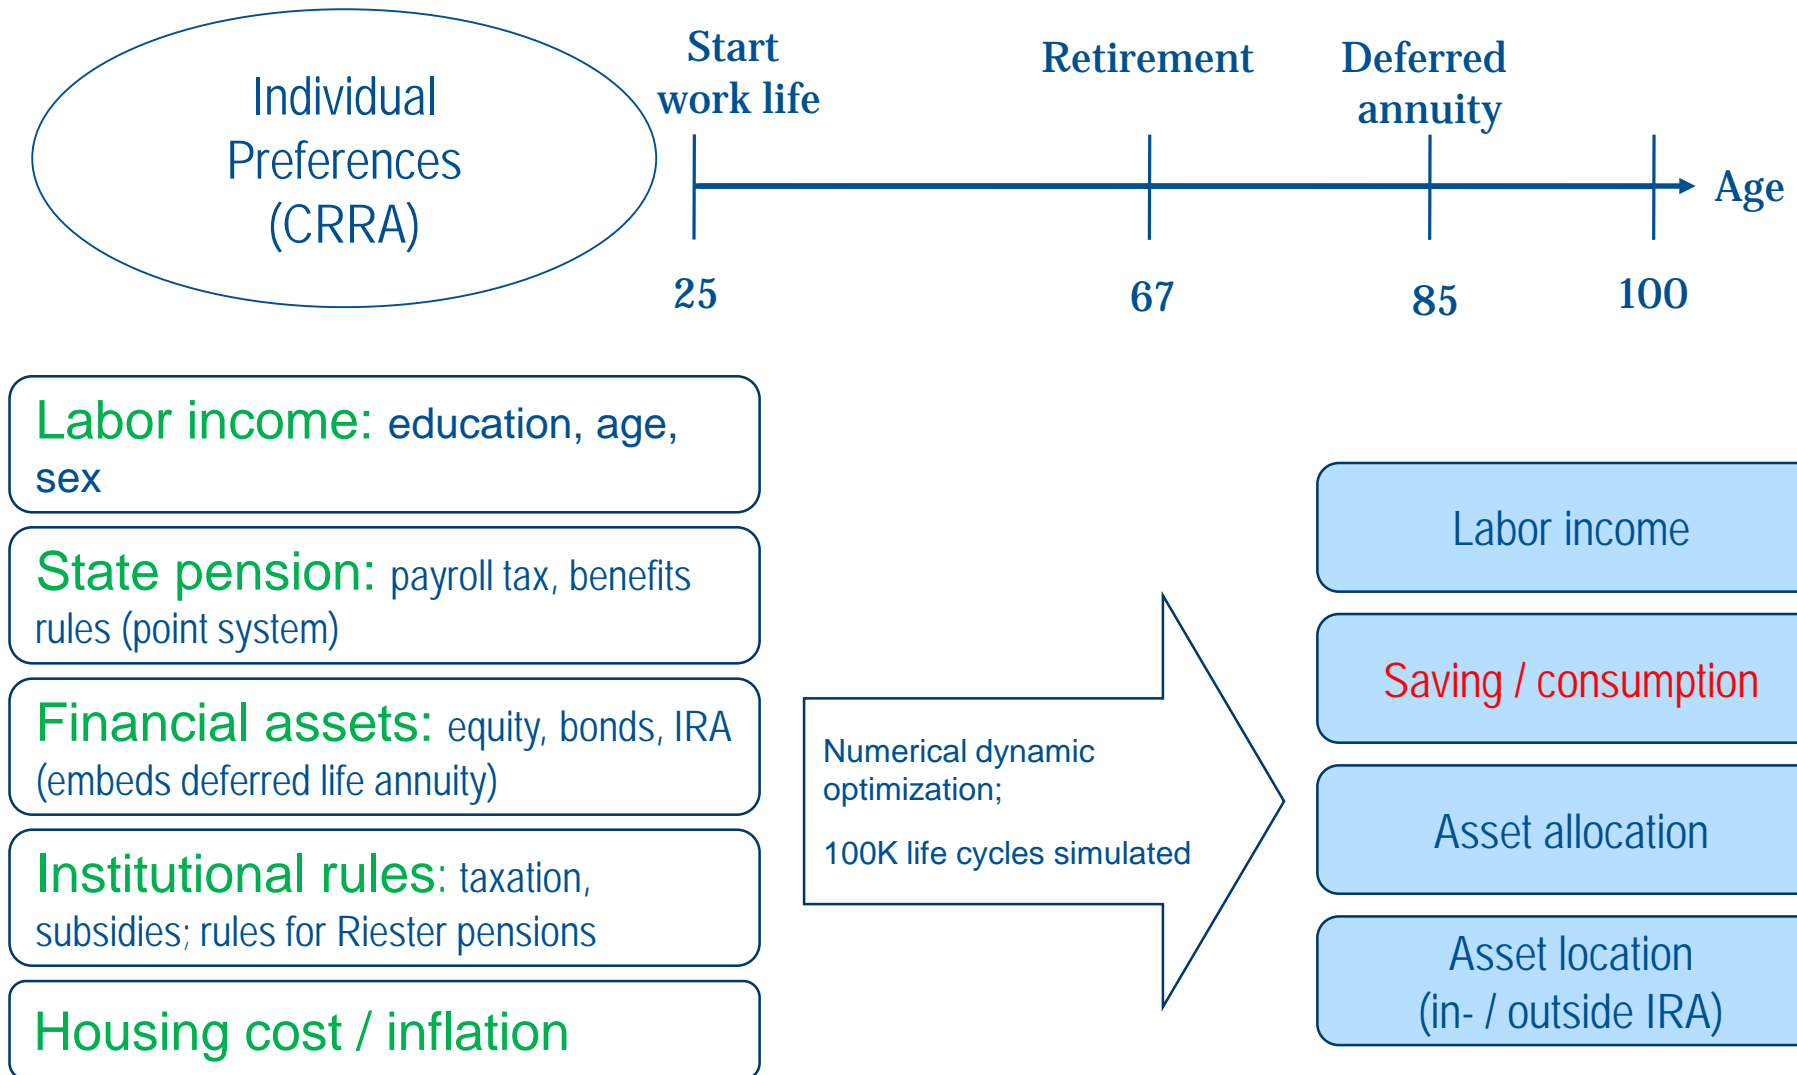 Individual
Preferences
(CRRA)
Start
work life
Retirement
Deferred
annuity
Age
25
67
85
100
Labor income: education, age,
sex
State pension: payroll tax, benefits
rules (point system)
Financial assets: equity, bonds, IRA
(embeds deferred life annuity)
Institutional rules: taxation,
subsidies; rules for Riester pensions
Housing cost / inflation
Numerical dynamic
optimization;
100K life cycles simulated
Labor income
Saving / consumption
Asset allocation
Asset location
(in- / outside IRA)